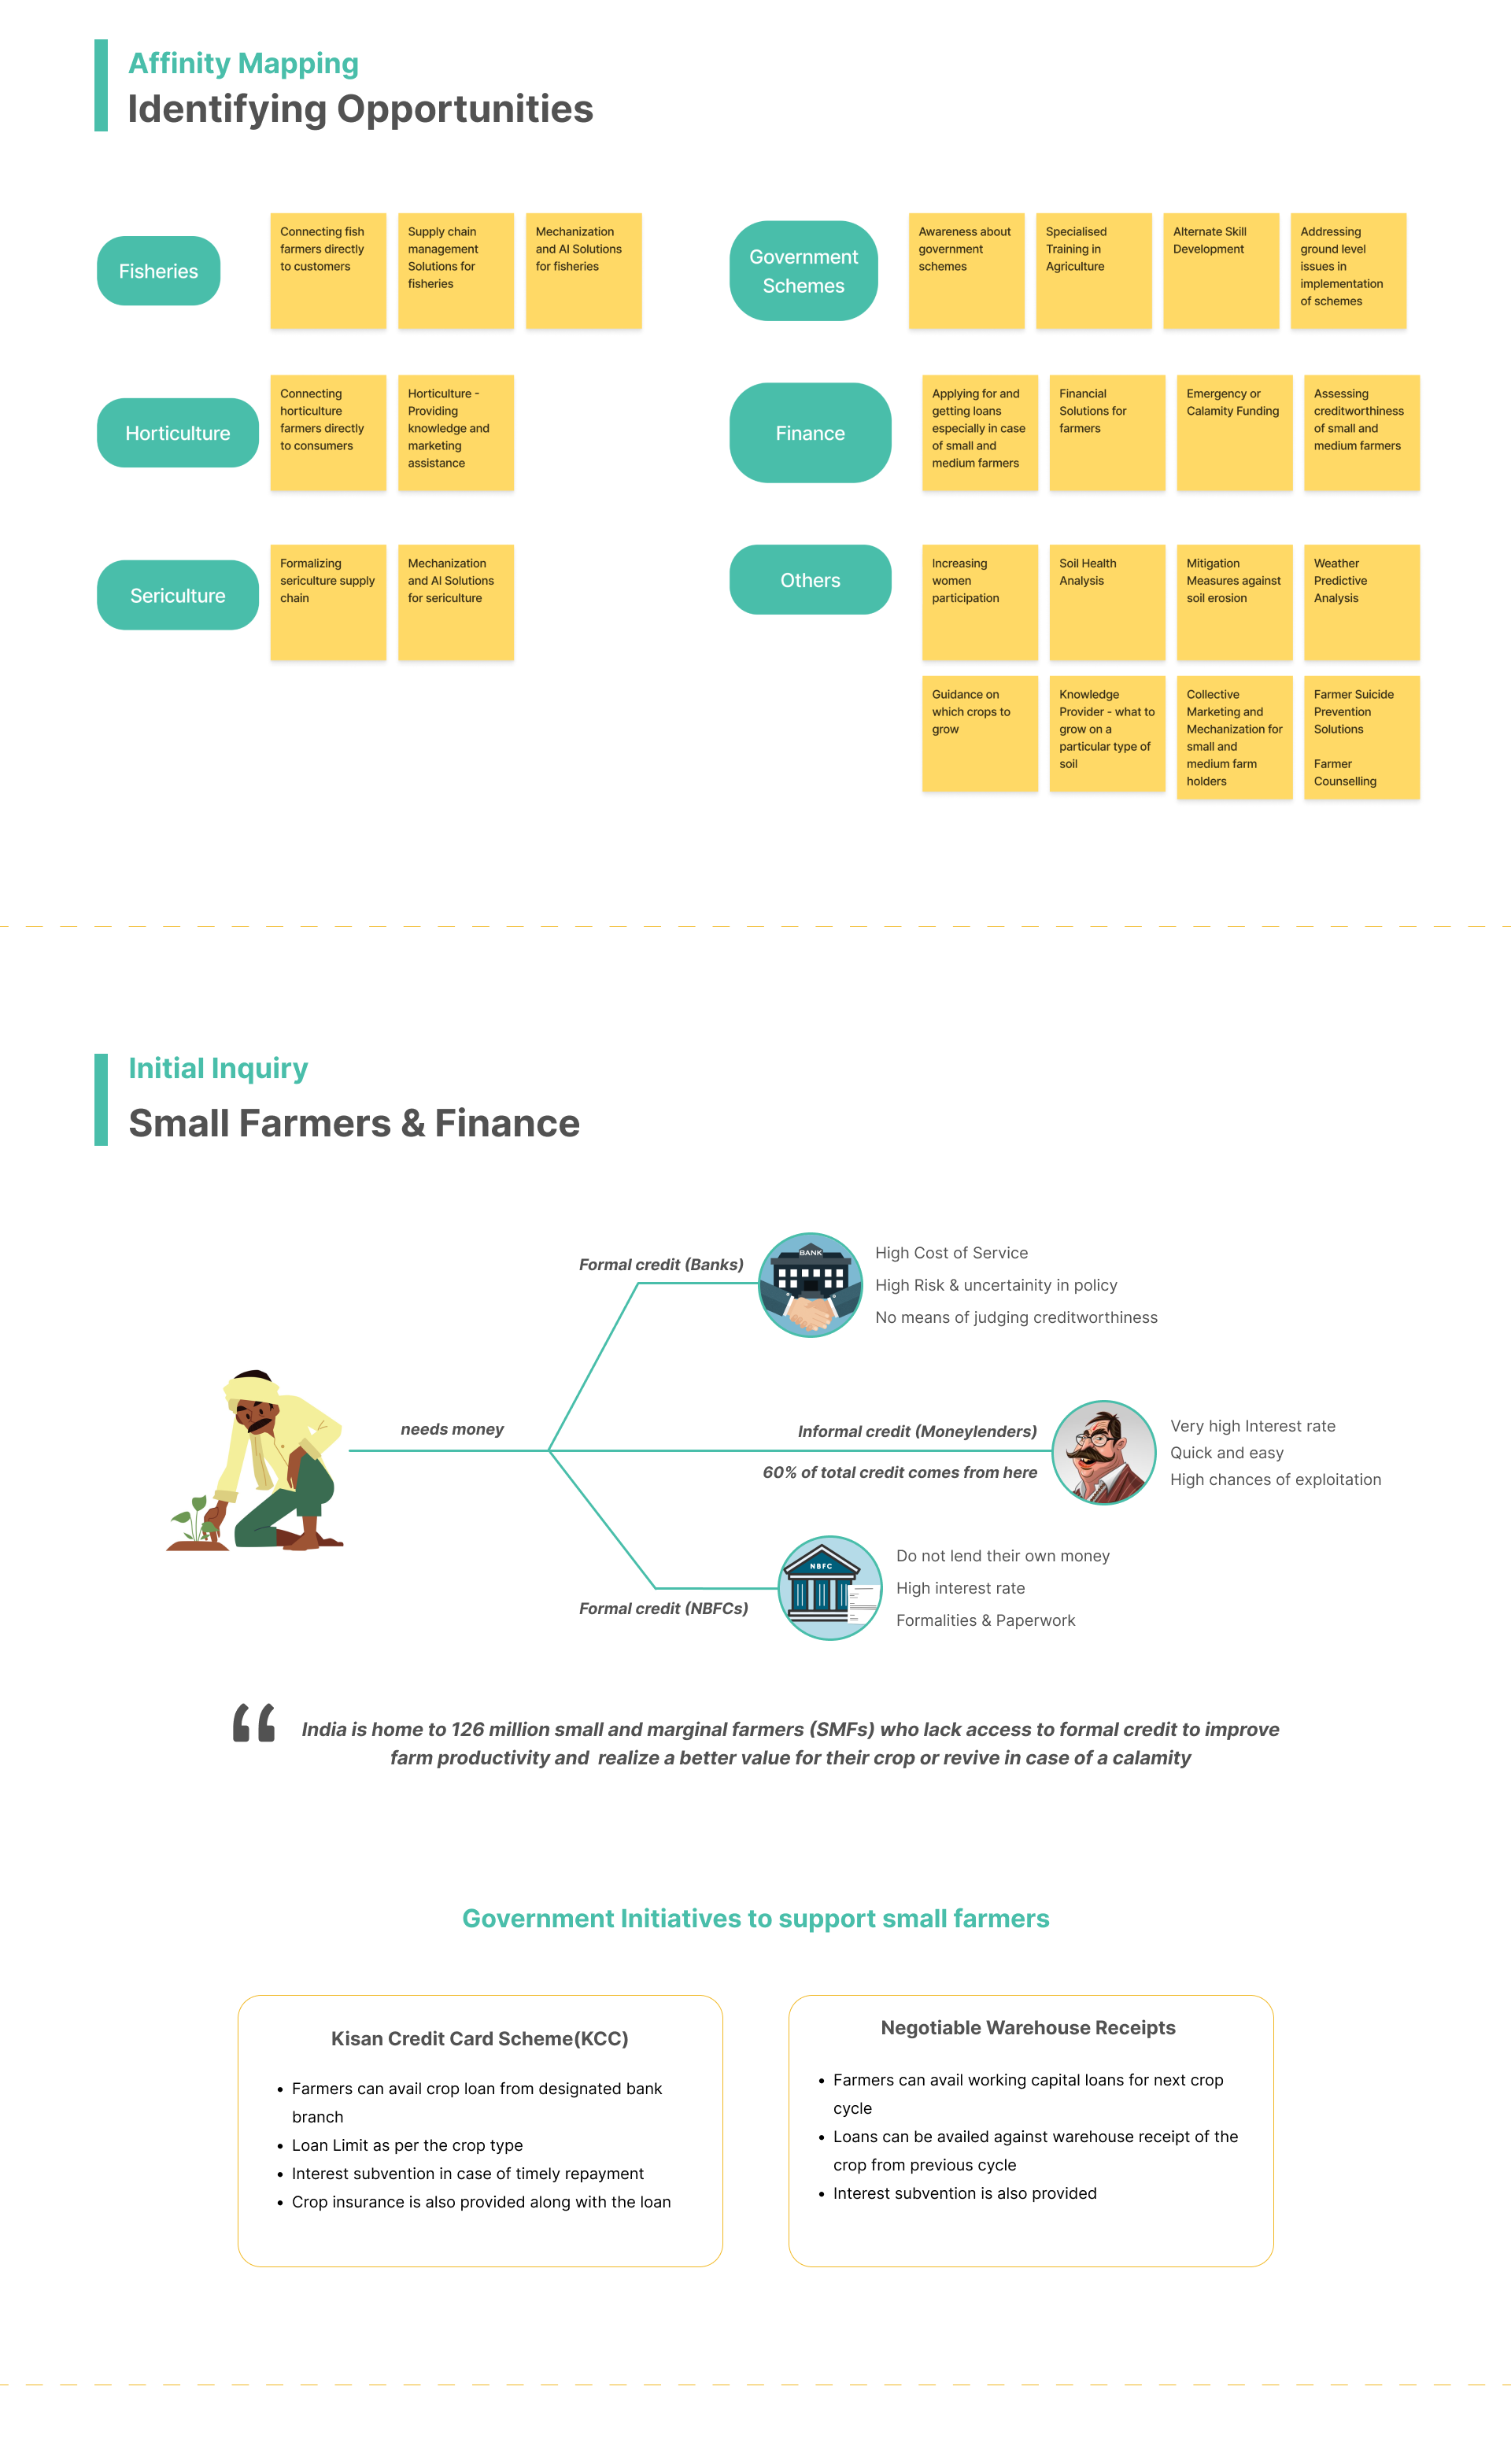 Affinity Mapping
Identifying Opportunities
Fisheries
Connecting fish
farmers directly
to customers
Supply chain
management
Solutions for
fisheries
Mechanization
and AI Solutions
for fisheries
Horticulture
Connecting
horticulture
farmers directly
to consumers
Horticulture -
Providing
knowledge and
marketing
assistance
Sericulture
Formalizing
sericulture supply
chain
Mechanization
and AI Solutions
for sericulture
Government
Schemes
Awareness about
government
schemes
Specialised
Training in
Agriculture
Alternate Skill
Development
Addressing
ground level
issues in
implementation
of schemes
Finance
Applying for and
getting loans
especially in case
of small and
medium farmers
Financial
Solutions for
farmers
Emergency or
Calamity Funding
Assessing
creditworthiness
of small and
medium farmers
Others
Increasing
women
participation
Soil Health
Analysis
Mitigation
Measures against
soil erosion
Weather
Predictive
Analysis
Guidance on
which crops to
grow
Knowledge
Provider - what to
grow on a
particular type of
soil
Collective
Marketing and
Mechanization for
small and
medium farm
holders
Farmer Suicide
Prevention
Solutions
Farmer
Counselling
Initial Inquiry
Small Farmers & Finance
needs money
Formal credit (Banks)
BANK
High Cost of Service
High Risk & uncertainity in policy
No means of judging creditworthiness
Informal credit (Moneylenders)
60% of total credit comes from here
Very high Interest rate
Quick and easy
High chances of exploitation
Formal credit (NBFCs)
NBFC
Do not lend their own money
High interest rate
Formalities & Paperwork
“ India is home to 126 million small and marginal farmers (SMFs) who lack access to formal credit to improve
farm productivity and  realize a better value for their crop or revive in case of a calamity
Government Initiatives to support small farmers
Kisan Credit Card Scheme(KCC)
• Farmers can avail crop loan from designated bank
branch
• Loan Limit as per the crop type
• Interest subvention in case of timely repayment
• Crop insurance is also provided along with the loan
Negotiable Warehouse Receipts
• Farmers can avail working capital loans for next crop
cycle
• Loans can be availed against warehouse receipt of the
crop from previous cycle
• Interest subvention is also provided